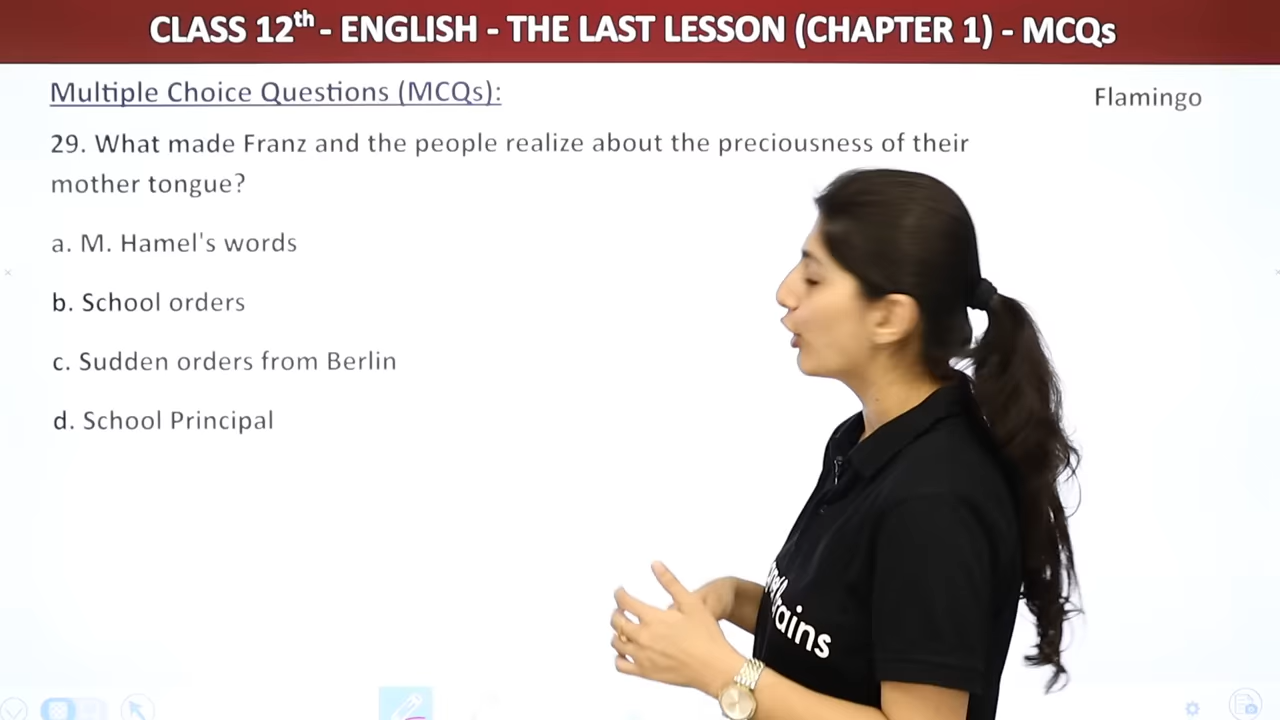 CLASS 12th - ENGLISH - THE LAST LESSON (CHAPTER 1) - MCQs
Multiple Choice Questions (MCQs):
Flamingo
29. What made Franz and the people realize about the preciousness of their
mother tongue?
a. M. Hamel's words
b. School orders
c. Sudden orders from Berlin
d. School Principal